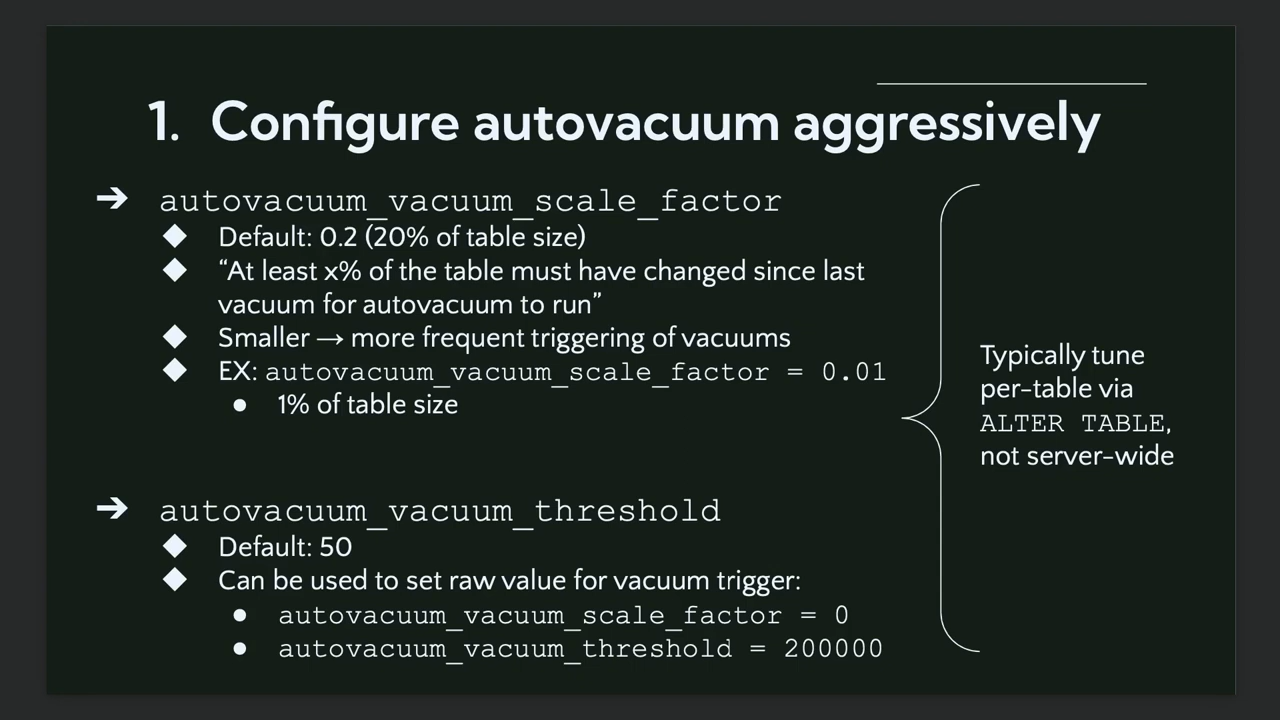 1. Configure autovacuum aggressively
➔ autovacuum_vacuum_scale_factor
◆ Default: 0.2 (20% of table size)
◆ “At least x% of the table must have changed since last
vacuum for autovacuum to run”
◆ Smaller → more frequent triggering of vacuums
◆ EX: autovacuum_vacuum_scale_factor = 0.01
● 1% of table size
➔ autovacuum_vacuum_threshold
◆ Default: 50
◆ Can be used to set raw value for vacuum trigger:
● autovacuum_vacuum_scale_factor = 0
● autovacuum_vacuum_threshold = 200000
Typically tune
per-table via
ALTER TABLE,
not server-wide